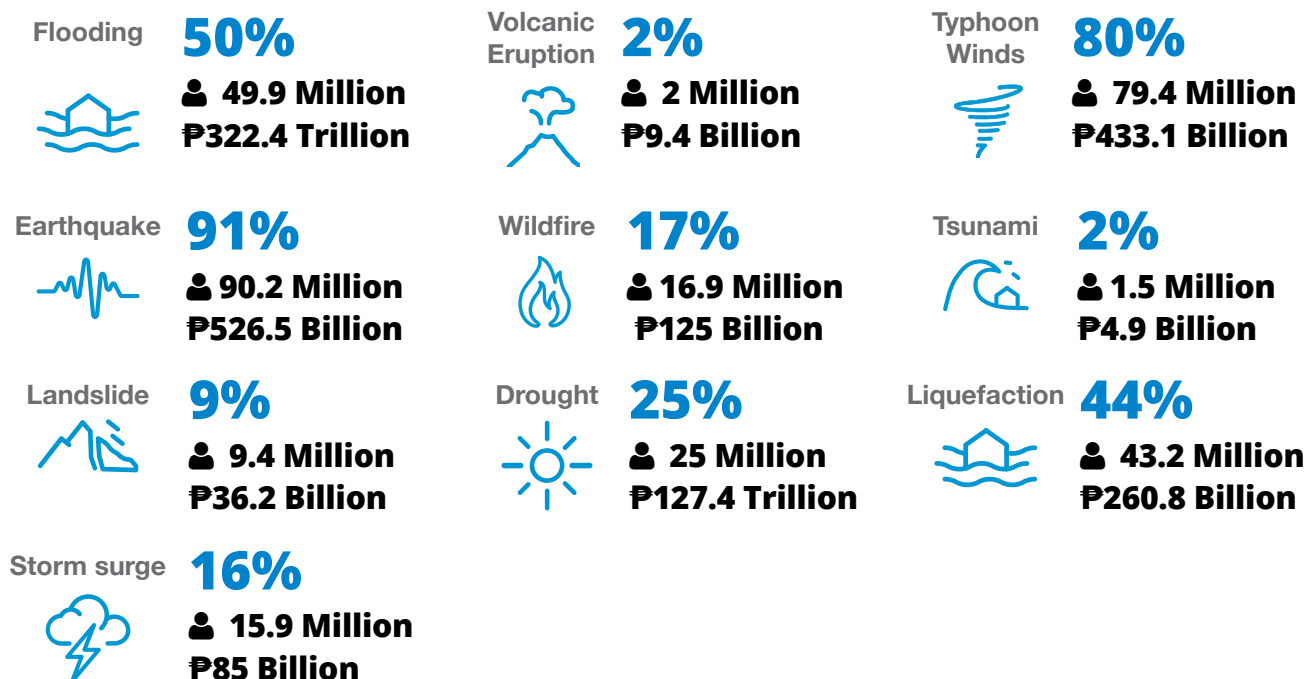 Flooding
50%
49.9 Million
₱322.4 Trillion
Volcanic
Eruption
2%
2 Million
₱9.4 Billion
Typhoon
Winds
80%
79.4 Million
₱433.1 Billion
Earthquake
91%
90.2 Million
₱526.5 Billion
Wildfire
17%
16.9 Million
₱125 Billion
Tsunami
2%
1.5 Million
₱4.9 Billion
Landslide
9%
9.4 Million
₱36.2 Billion
Drought
25%
25 Million
₱127.4 Trillion
Liquefaction
44%
43.2 Million
₱260.8 Billion
Storm surge
16%
15.9 Million
₱85 Billion